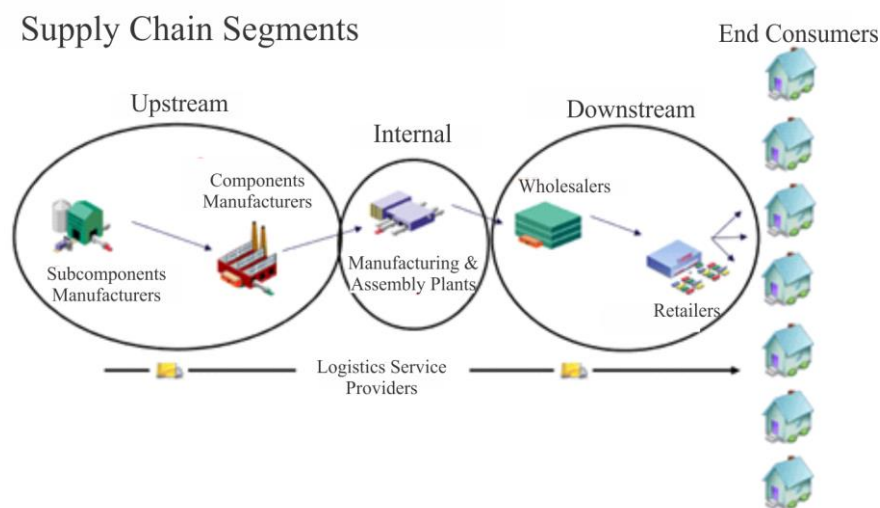 Supply Chain Segments
End Consumers
Upstream
Internal
Downstream
Components
Manufacturers
Subcomponents
Manufacturers
Manufacturing &
Assembly Plants
Wholesalers
Retailers
Logistics Service
Providers